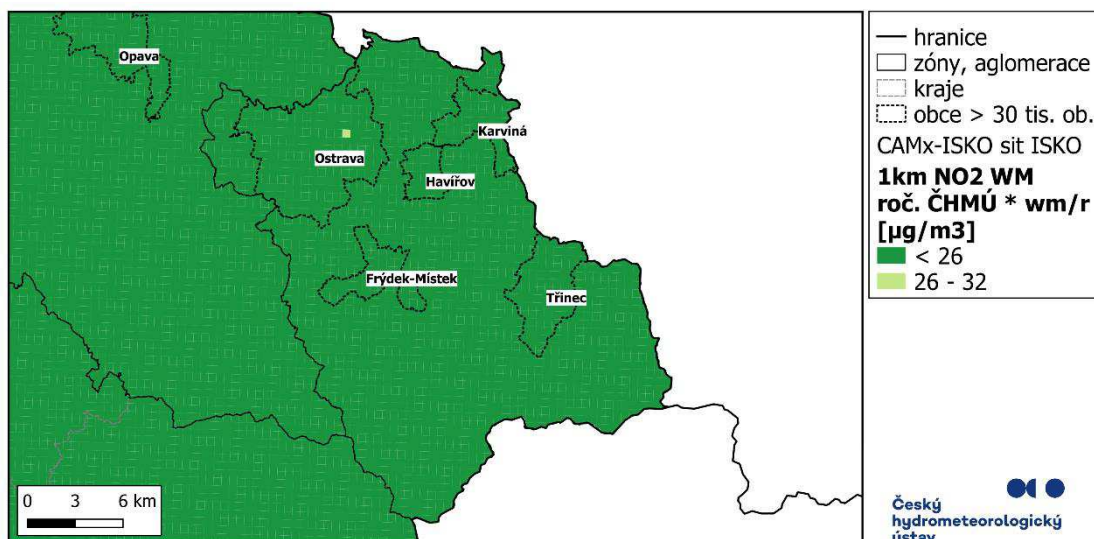 Opava
Ostrava
Karviná
Havířov
Frýdek-Místek
Třinec
0 3 6 km
hranice
zóny, aglomerace
kraje
obce > 30 tis. ob.
CAMx-ISKO sit ISKO
1km NO2 WM
roč. ČHMÚ * wm/r
[µg/m3]
< 26
26 - 32
Český
hydrometeorologický
ústav